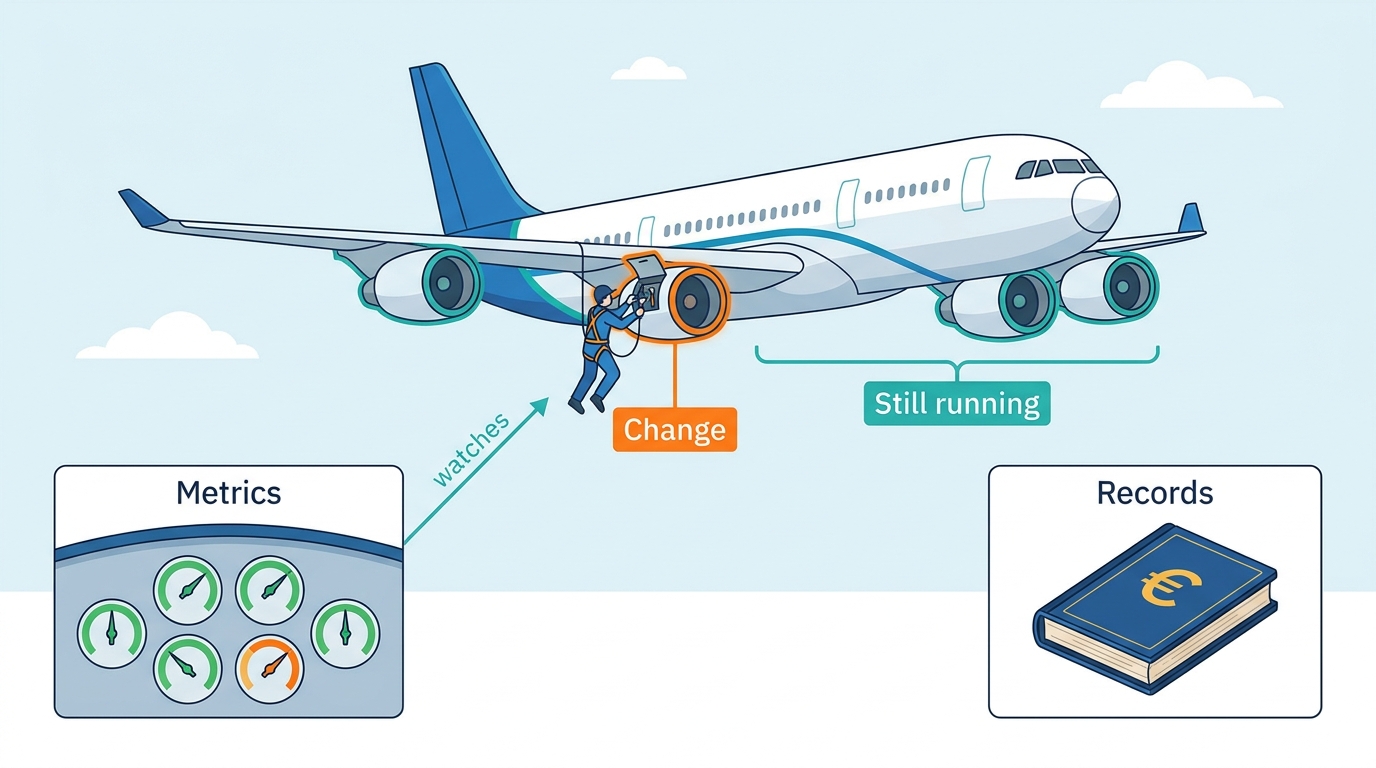 Change
Still running
watches
Metrics
Records
€